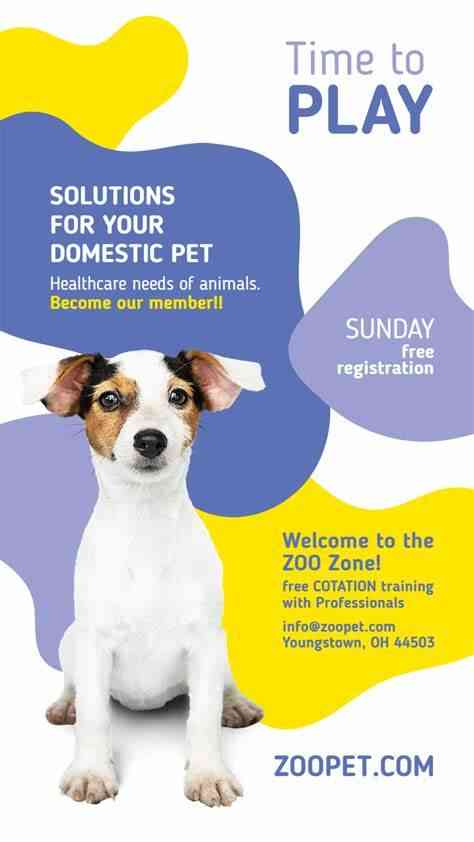 Time to
PLAY
SOLUTIONS
FOR YOUR
DOMESTIC PET
Healthcare needs of animals.
Become our member!!
SUNDAY
free
registration
Welcome to the
ZOO Zone!
free COTATION training
with Professionals
info@zoopet.com
Youngstown, OH 44503
ZOOPET.COM